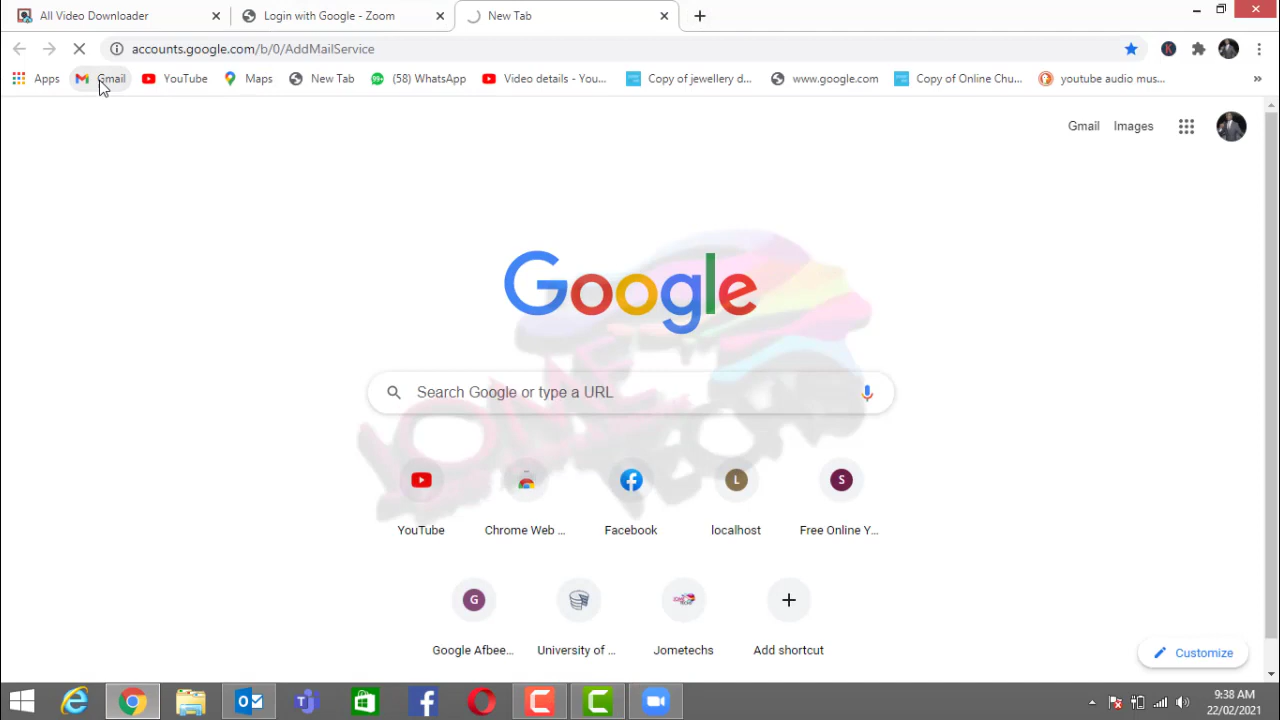 All Video Downloader
Login with Google - Zoom
New Tab
accounts.google.com/b/0/AddMailService
K
Apps
Gmail
YouTube
Maps
New Tab
(58) WhatsApp
Video details - You...
Copy of jewellery d...
www.google.com
Copy of Online Chu...
youtube audio mus...
»
Gmail
Images
Google
Search Google or type a URL
L
S
YouTube
Chrome Web ...
Facebook
localhost
Free Online Y...
G
Google Afbee...
University of ...
Jometechs
Add shortcut
Customize
9:38 AM
22/02/2021